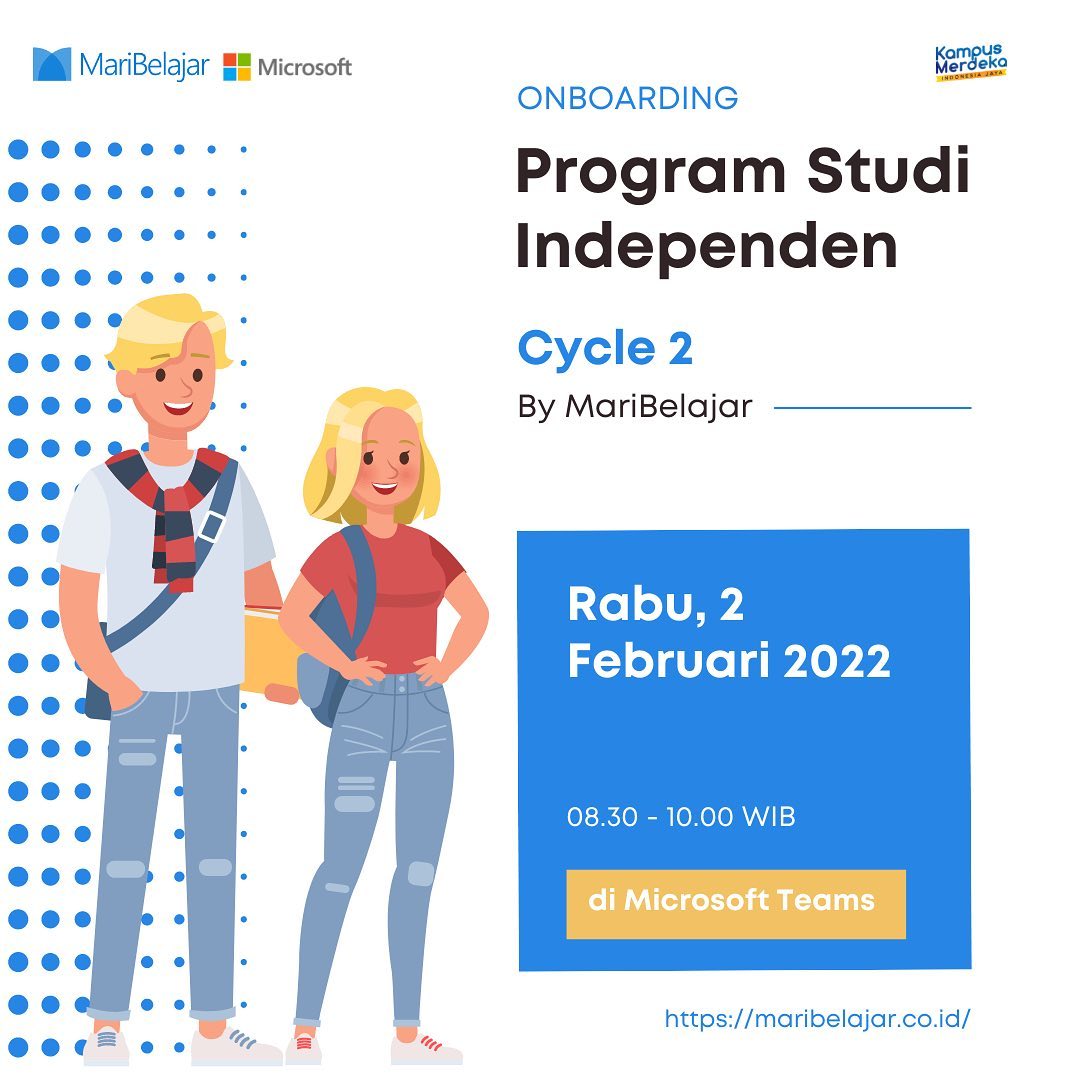 MariBelajar Microsoft
Kampus
Merdeka
INDONESIA JAYA
ONBOARDING
Program Studi
Independen
Cycle 2
By MariBelajar
Rabu, 2
Februari 2022
08.30 - 10.00 WIB
di Microsoft Teams
https://maribelajar.co.id/